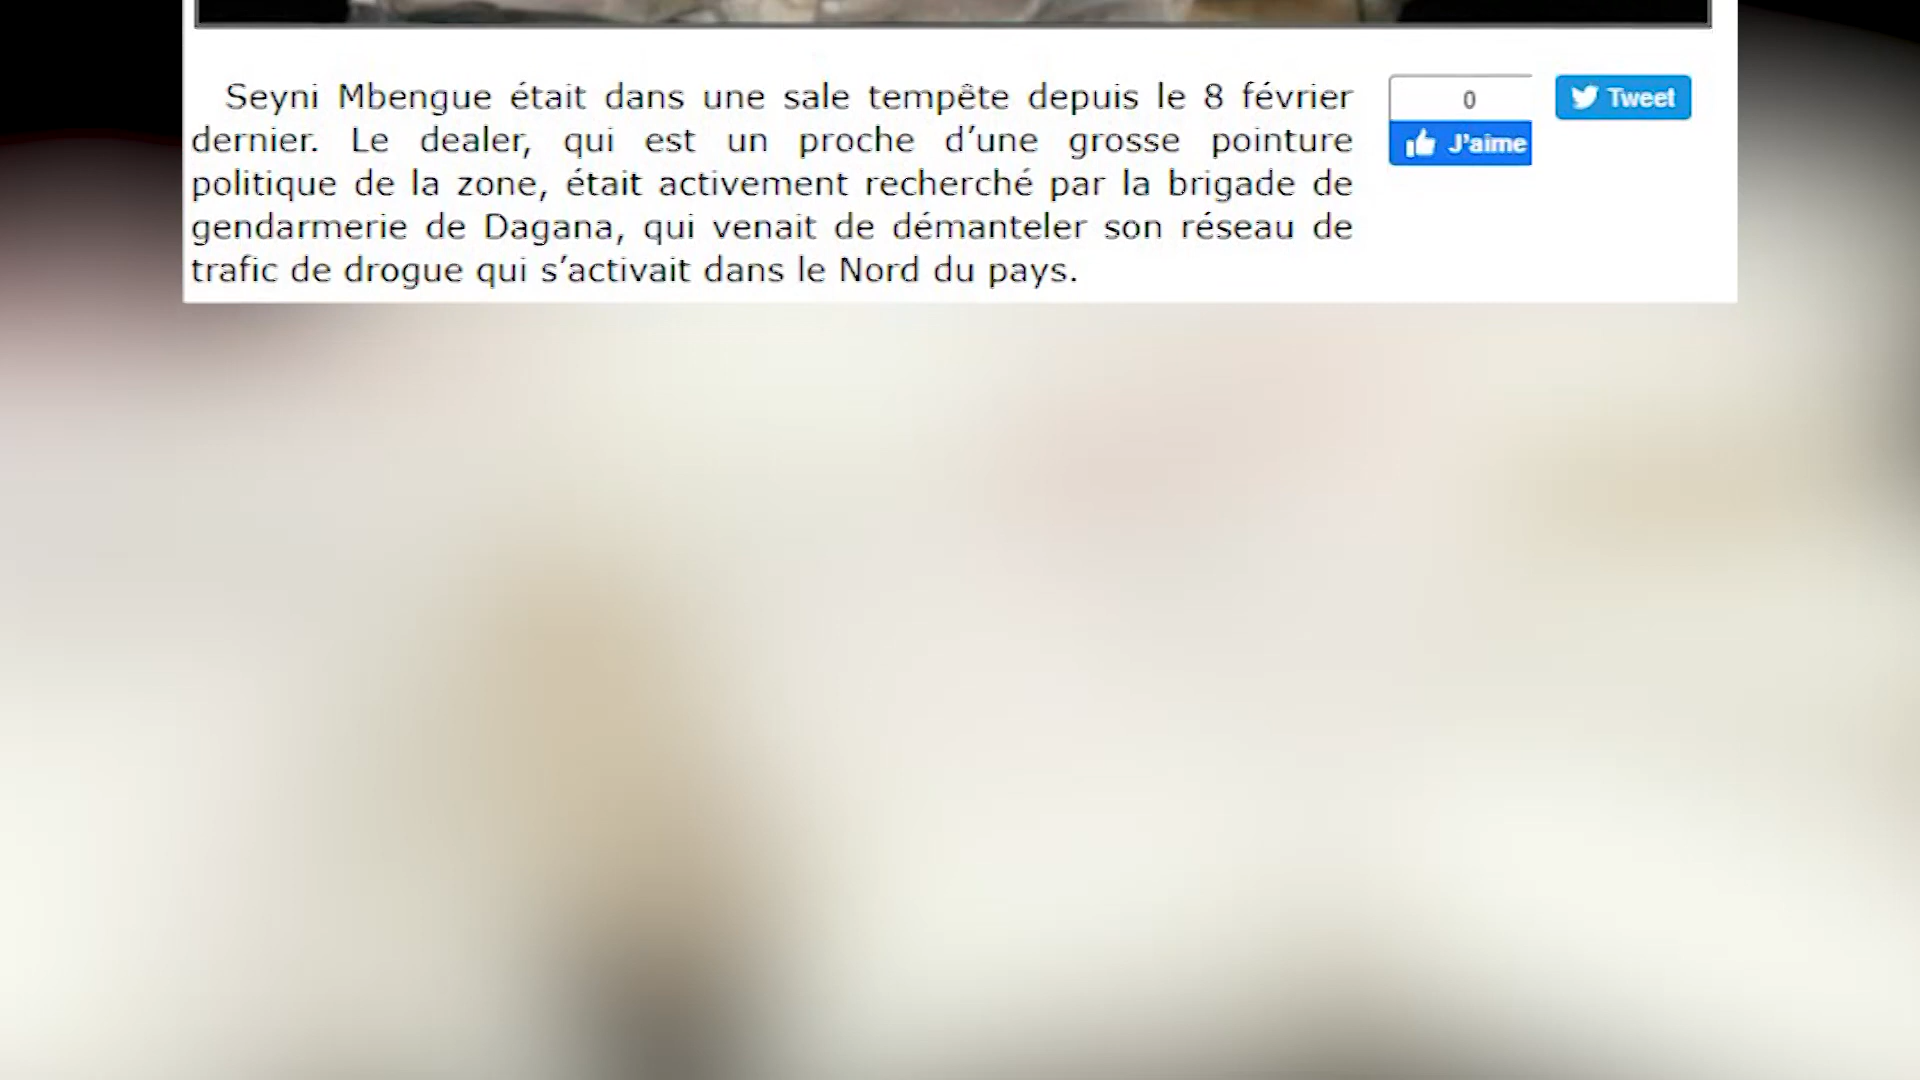 Seyni Mbengue était dans une sale tempête depuis le 8 février
dernier. Le dealer, qui est un proche d’une grosse pointure
politique de la zone, était activement recherché par la brigade de
gendarmerie de Dagana, qui venait de démanteler son réseau de
trafic de drogue qui s’activait dans le Nord du pays.
0
J'aime
Tweet